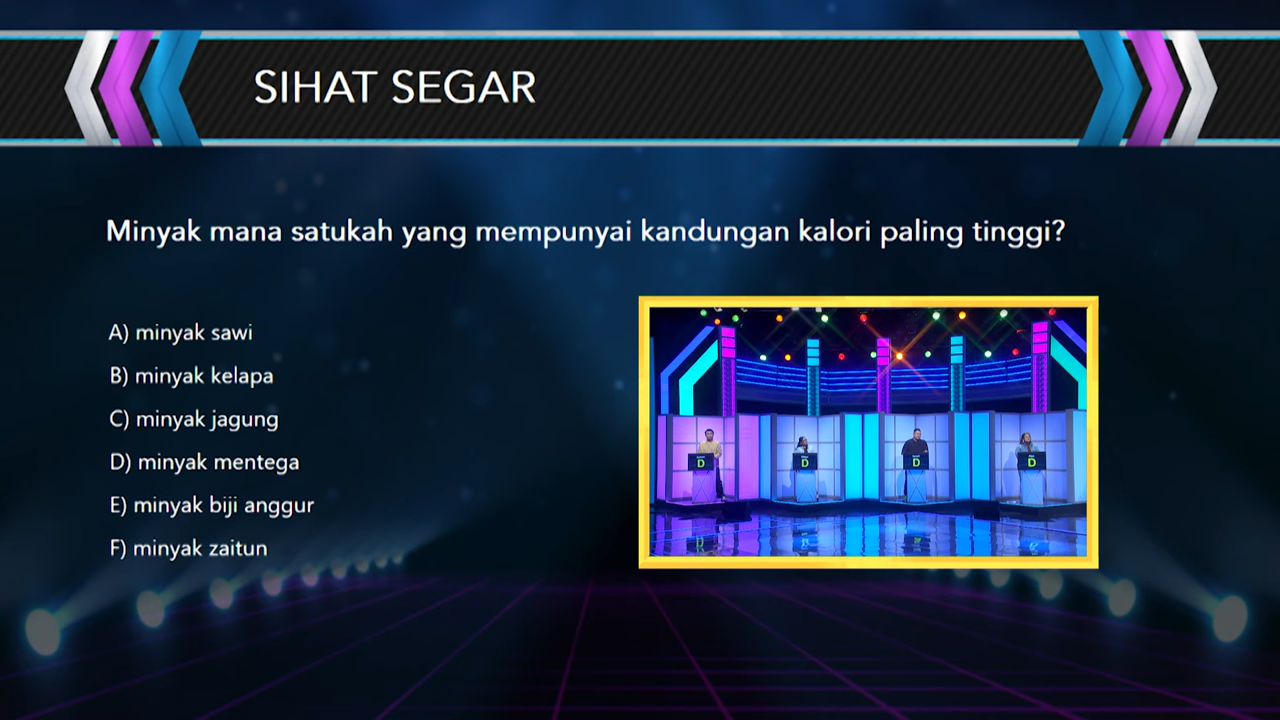 SIHAT SEGAR
Minyak mana satukah yang mempunyai kandungan kalori paling tinggi?
A) minyak sawi
B) minyak kelapa
C) minyak jagung
D) minyak mentega
E) minyak biji anggur
F) minyak zaitun
D
D
D
D